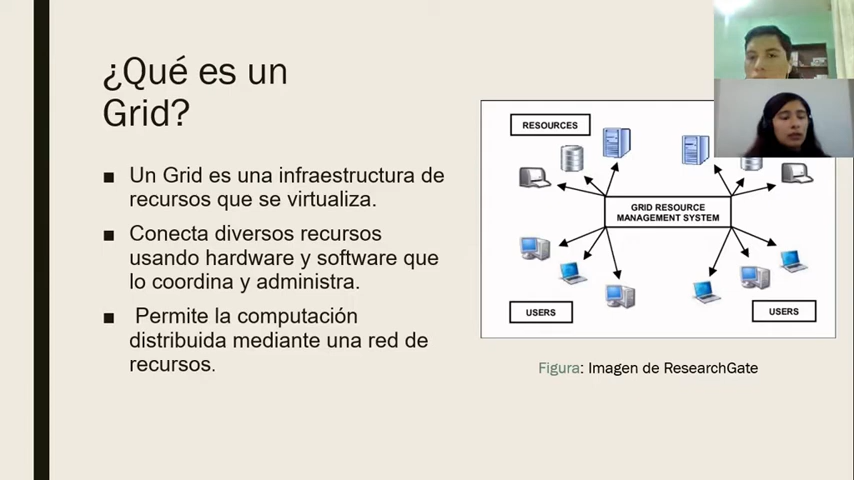 ¿Qué es un
Grid?
■ Un Grid es una infraestructura de
recursos que se virtualiza.
■ Conecta diversos recursos
usando hardware y software que
lo coordina y administra.
■ Permite la computación
distribuida mediante una red de
recursos.
RESOURCES
GRID RESOURCE
MANAGEMENT SYSTEM
USERS
USERS
Figura: Imagen de ResearchGate